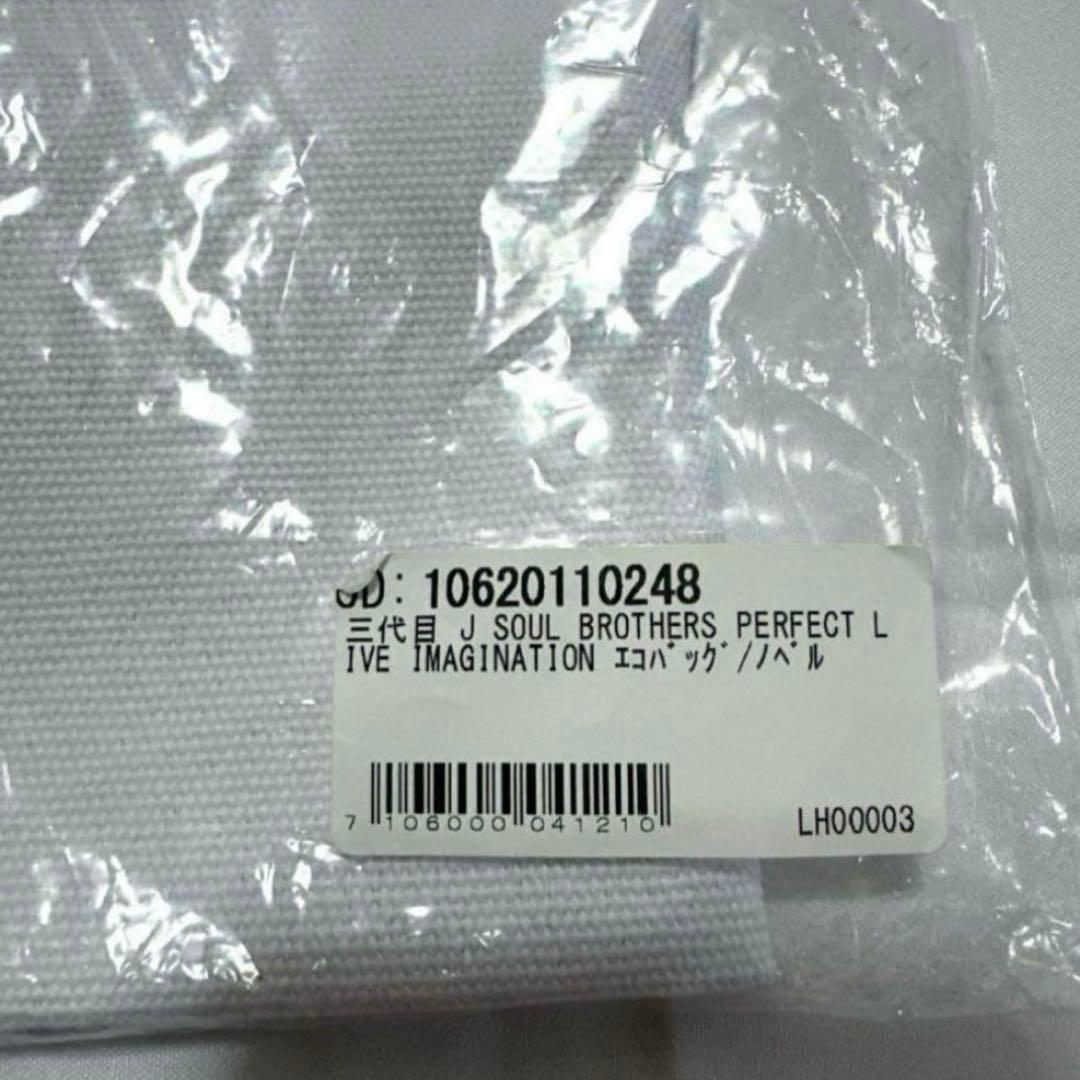 CD: 10620110248
三代目 J SOUL BROTHERS PERFECT L
IVE IMAGINATION ｴｺﾊﾞｯｸﾞ/ﾉﾍﾞﾙ
7 106000 041210
LH00003